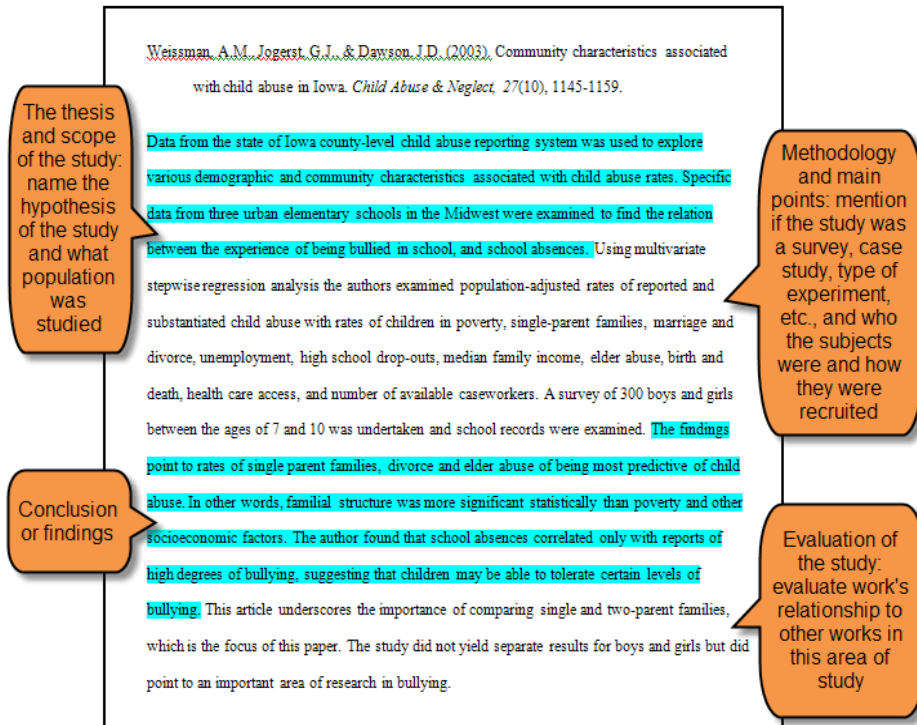 Weissman, A.M., Jogerst, G.J., & Dawson, J.D. (2003). Community characteristics associated
with child abuse in Iowa. Child Abuse & Neglect, 27(10), 1145-1159.
The thesis
and scope
of the study:
name the
hypothesis
of the study
and what
population
was
studied
Data from the state of Iowa county-level child abuse reporting system was used to explore
various demographic and community characteristics associated with child abuse rates. Specific
data from three urban elementary schools in the Midwest were examined to find the relation
between the experience of being bullied in school, and school absences. Using multivariate
stepwise regression analysis the authors examined population-adjusted rates of reported and
substantiated child abuse with rates of children in poverty, single-parent families, marriage and
divorce, unemployment, high school drop-outs, median family income, elder abuse, birth and
death, health care access, and number of available caseworkers. A survey of 300 boys and girls
between the ages of 7 and 10 was undertaken and school records were examined. The findings
point to rates of single parent families, divorce and elder abuse of being most predictive of child
abuse. In other words, familial structure was more significant statistically than poverty and other
socioeconomic factors. The author found that school absences correlated only with reports of
high degrees of bullying, suggesting that children may be able to tolerate certain levels of
bullying. This article underscores the importance of comparing single and two-parent families,
which is the focus of this paper. The study did not yield separate results for boys and girls but did
point to an important area of research in bullying.
Methodology
and main
points: mention
if the study was
a survey, case
study, type of
experiment,
etc., and who
the subjects
were and how
they were
recruited
Conclusion
or findings
Evaluation of
the study:
evaluate work's
relationship to
other works in
this area of
study